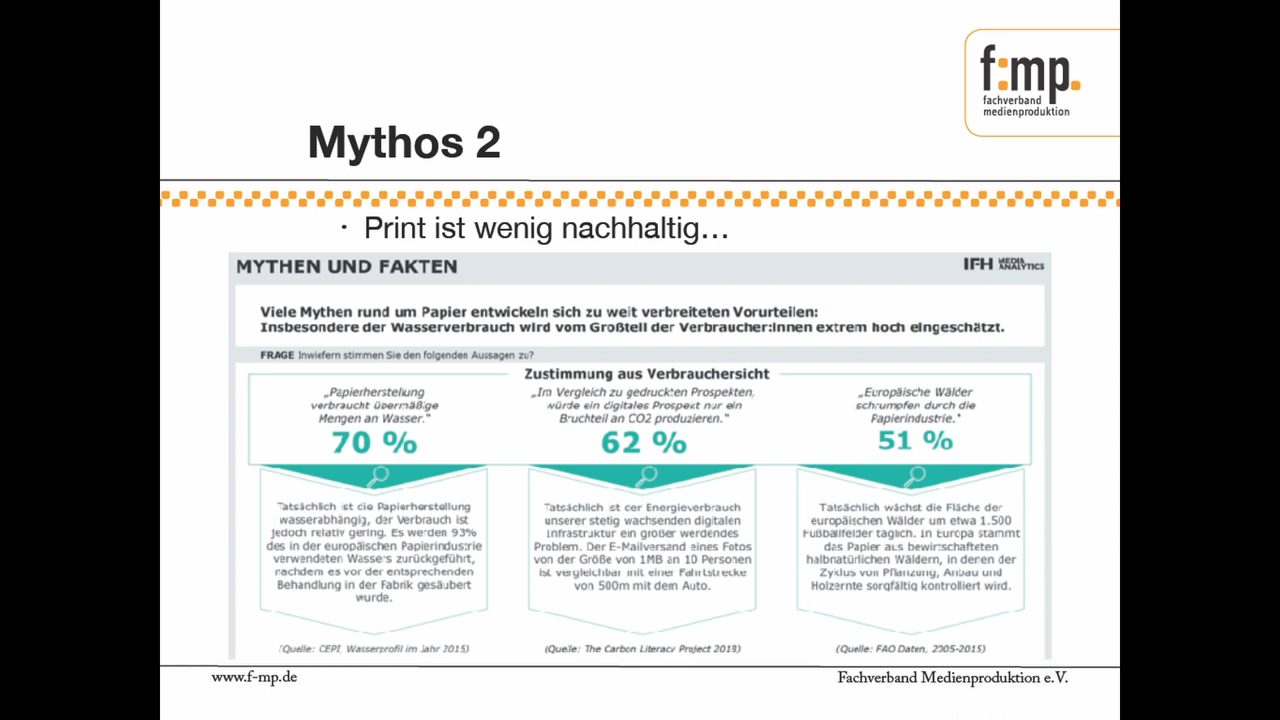 f:mp.
fachverband
medienproduktion
Mythos 2
· Print ist wenig nachhaltig…
MYTHEN UND FAKTEN
IFH MEDIA ANALYTICS
Viele Mythen rund um Papier entwickeln sich zu weit verbreiteten Vorurteilen:
Insbesondere der Wasserverbrauch wird vom Großteil der Verbraucher:innen extrem hoch eingeschätzt.
FRAGE Inwiefern stimmen Sie den folgenden Aussagen zu?
Zustimmung aus Verbrauchersicht
„Papierherstellung
verbraucht übermäßige
Mengen an Wasser."
70 %
„Im Vergleich zu gedruckten Prospekten,
würde ein digitales Prospekt nur ein
Bruchteil an CO2 produzieren."
62 %
„Europäische Wälder
schrumpfen durch die
Papierindustrie."
51 %
Tatsächlich ist die Papierherstellung
wasserabhängig, der Verbrauch ist
jedoch relativ gering. Es werden 93%
des in der europäischen Papierindustrie
verwendeten Wassers zurückgeführt,
nachdem es vor der entsprechenden
Behandlung in der Fabrik gesäubert
wurde.
(Quelle: CEPI, Wasserprofil im Jahr 2015)
Tatsächlich ist der Energieverbrauch
unserer stetig wachsenden digitalen
Infrastruktur ein großer werdendes
Problem. Der E-Mailversand eines Fotos
von der Größe von 1MB an 10 Personen
ist vergleichbar mit einer Fahrtstrecke
von 500m mit dem Auto.
(Quelle: The Carbon Literacy Project 2018)
Tatsächlich wächst die Fläche der
europäischen Wälder um etwa 1.500
Fußballfelder täglich. In Europa stammt
das Papier aus bewirtschafteten
halbnatürlichen Wäldern, in deren der
Zyklus von Pflanzung, Anbau und
Holzernte sorgfältig kontrolliert wird.
(Quelle: FAO Daten, 2005-2015)
www.f-mp.de
Fachverband Medienproduktion e.V.